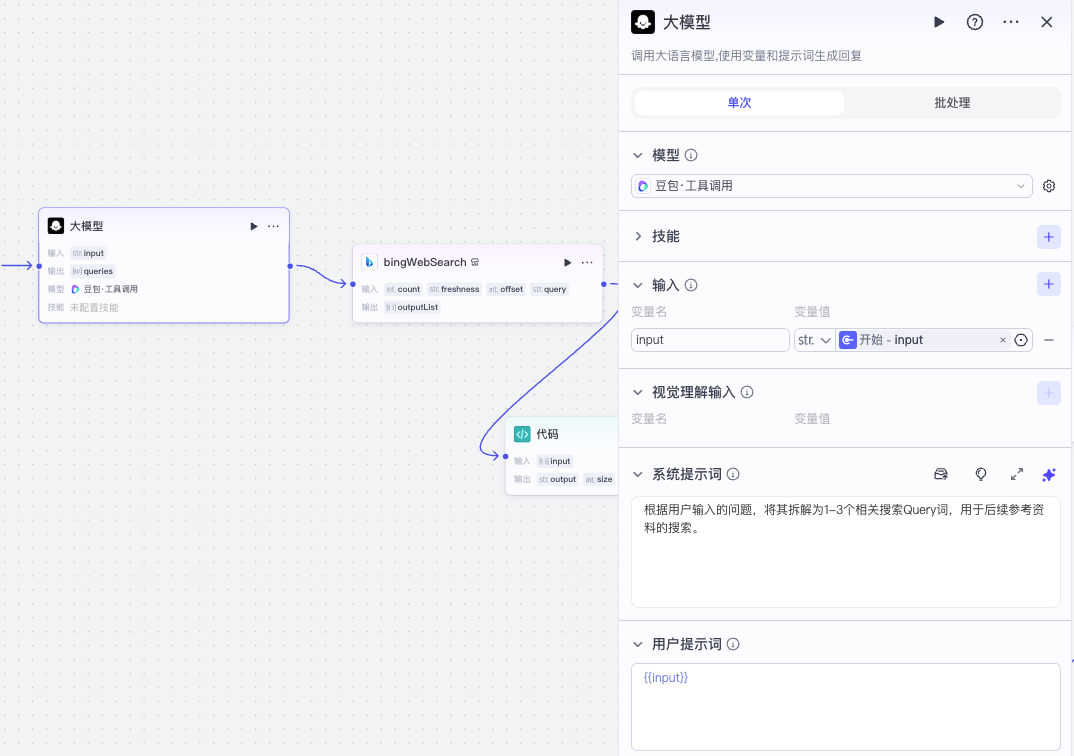 大模型
输入 str. input
输出 [str] queries
模型 豆包·工具调用
技能 未配置技能
bingWebSearch
输入 int. count str. freshness int. offset str. query
输出 [{}] outputList
代码
输入 [{}] input
输出 str. output int. size
大模型
调用大语言模型,使用变量和提示词生成回复
单次 批处理
模型
豆包·工具调用
技能
输入
变量名 变量值
input str. 开始 - input
视觉理解输入
变量名 变量值
系统提示词
根据用户输入的问题，将其拆解为1-3个相关搜索Query词，用于后续参考资
料的搜索。
用户提示词
{{input}}